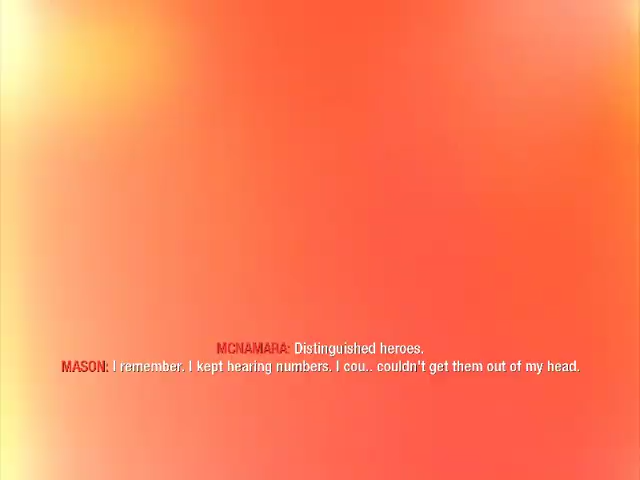 MCNAMARA: Distinguished heroes.
MASON: I remember. I kept hearing numbers. I cou.. couldn't get them out of my head.